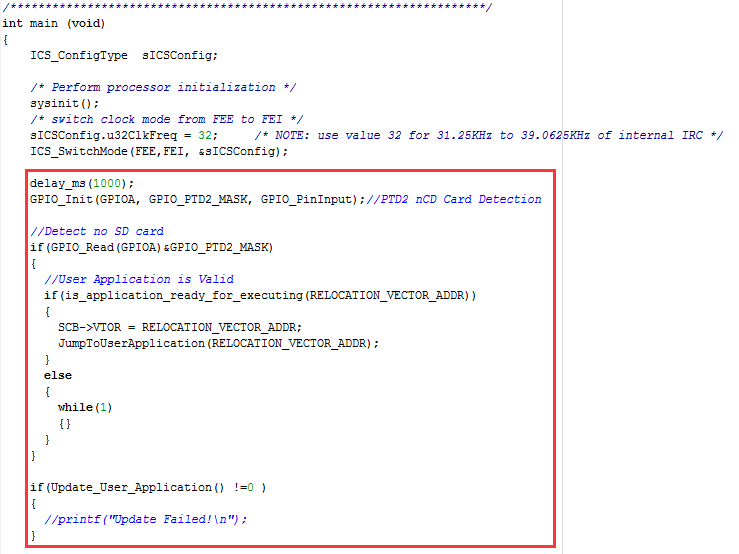 /********************************************************************/
int main (void)
{
ICS_ConfigType  sICSConfig;
/* Perform processor initialization */
sysinit();
/* switch clock mode from FEE to FEI */
sICSConfig.u32ClkFreq = 32;     /* NOTE: use value 32 for 31.25KHz to 39.0625KHz of internal IRC */
ICS_SwitchMode(FEE,FEI, &sICSConfig);
delay_ms(1000);
GPIO_Init(GPIOA, GPIO_PTD2_MASK, GPIO_PinInput);//PTD2 nCD Card Detection
//Detect no SD card
if(GPIO_Read(GPIOA)&GPIO_PTD2_MASK)
{
//User Application is Valid
if(is_application_ready_for_executing(RELOCATION_VECTOR_ADDR))
{
SCB->VTOR = RELOCATION_VECTOR_ADDR;
JumpToUserApplication(RELOCATION_VECTOR_ADDR);
}
else
{
while(1)
{}
}
}
if(Update_User_Application() !=0 )
{
//printf("Update Failed!\n");
}